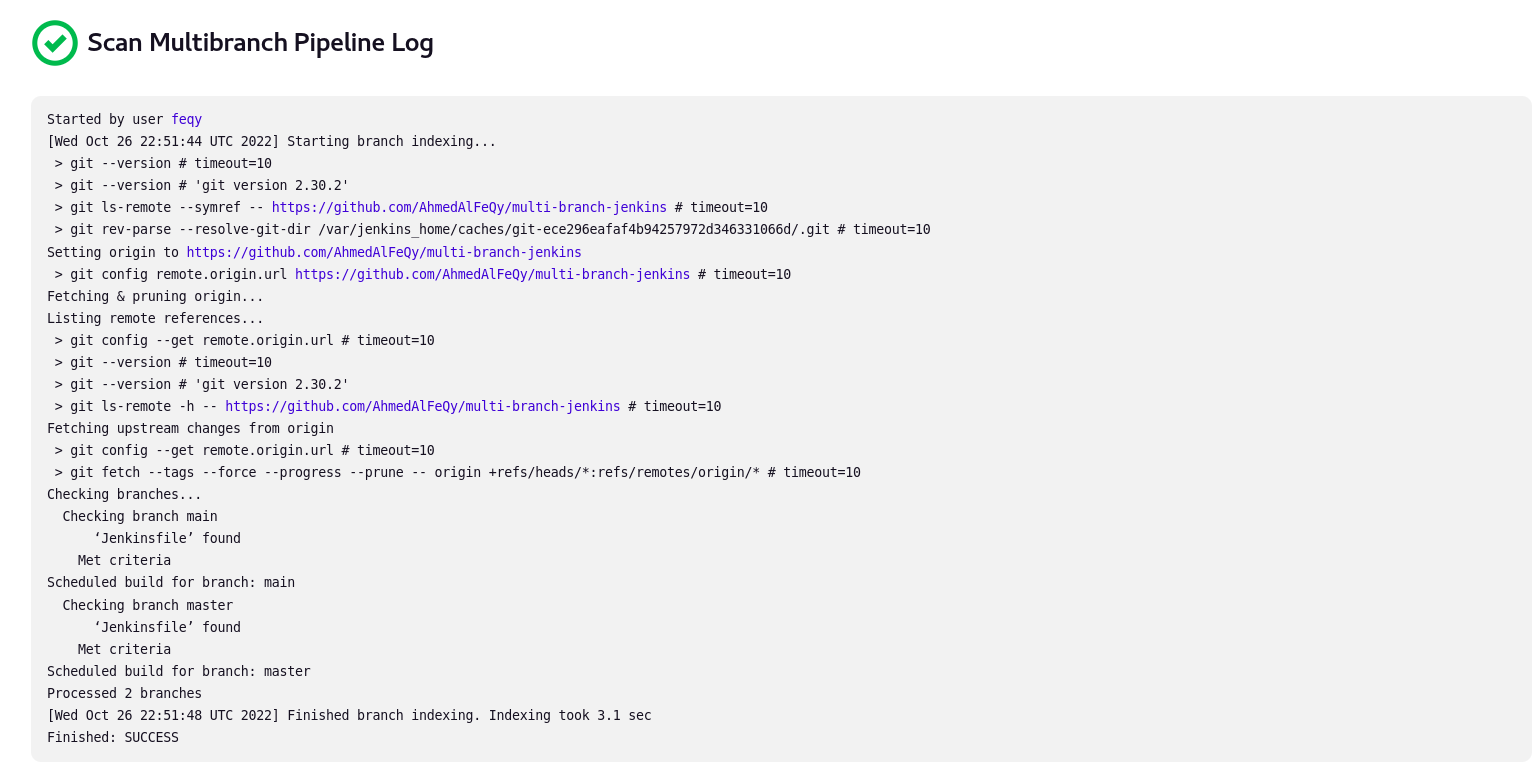 Scan Multibranch Pipeline Log
Started by user feqy
[Wed Oct 26 22:51:44 UTC 2022] Starting branch indexing...
 > git --version # timeout=10
 > git --version # 'git version 2.30.2'
 > git ls-remote --symref -- https://github.com/AhmedAlFeQy/multi-branch-jenkins # timeout=10
 > git rev-parse --resolve-git-dir /var/jenkins_home/caches/git-ece296eafaf4b94257972d346331066d/.git # timeout=10
Setting origin to https://github.com/AhmedAlFeQy/multi-branch-jenkins
 > git config remote.origin.url https://github.com/AhmedAlFeQy/multi-branch-jenkins # timeout=10
Fetching & pruning origin...
Listing remote references...
 > git config --get remote.origin.url # timeout=10
 > git --version # timeout=10
 > git --version # 'git version 2.30.2'
 > git ls-remote -h -- https://github.com/AhmedAlFeQy/multi-branch-jenkins # timeout=10
Fetching upstream changes from origin
 > git config --get remote.origin.url # timeout=10
 > git fetch --tags --force --progress --prune -- origin +refs/heads/*:refs/remotes/origin/* # timeout=10
Checking branches...
  Checking branch main
      ‘Jenkinsfile’ found
    Met criteria
Scheduled build for branch: main
  Checking branch master
      ‘Jenkinsfile’ found
    Met criteria
Scheduled build for branch: master
Processed 2 branches
[Wed Oct 26 22:51:48 UTC 2022] Finished branch indexing. Indexing took 3.1 sec
Finished: SUCCESS